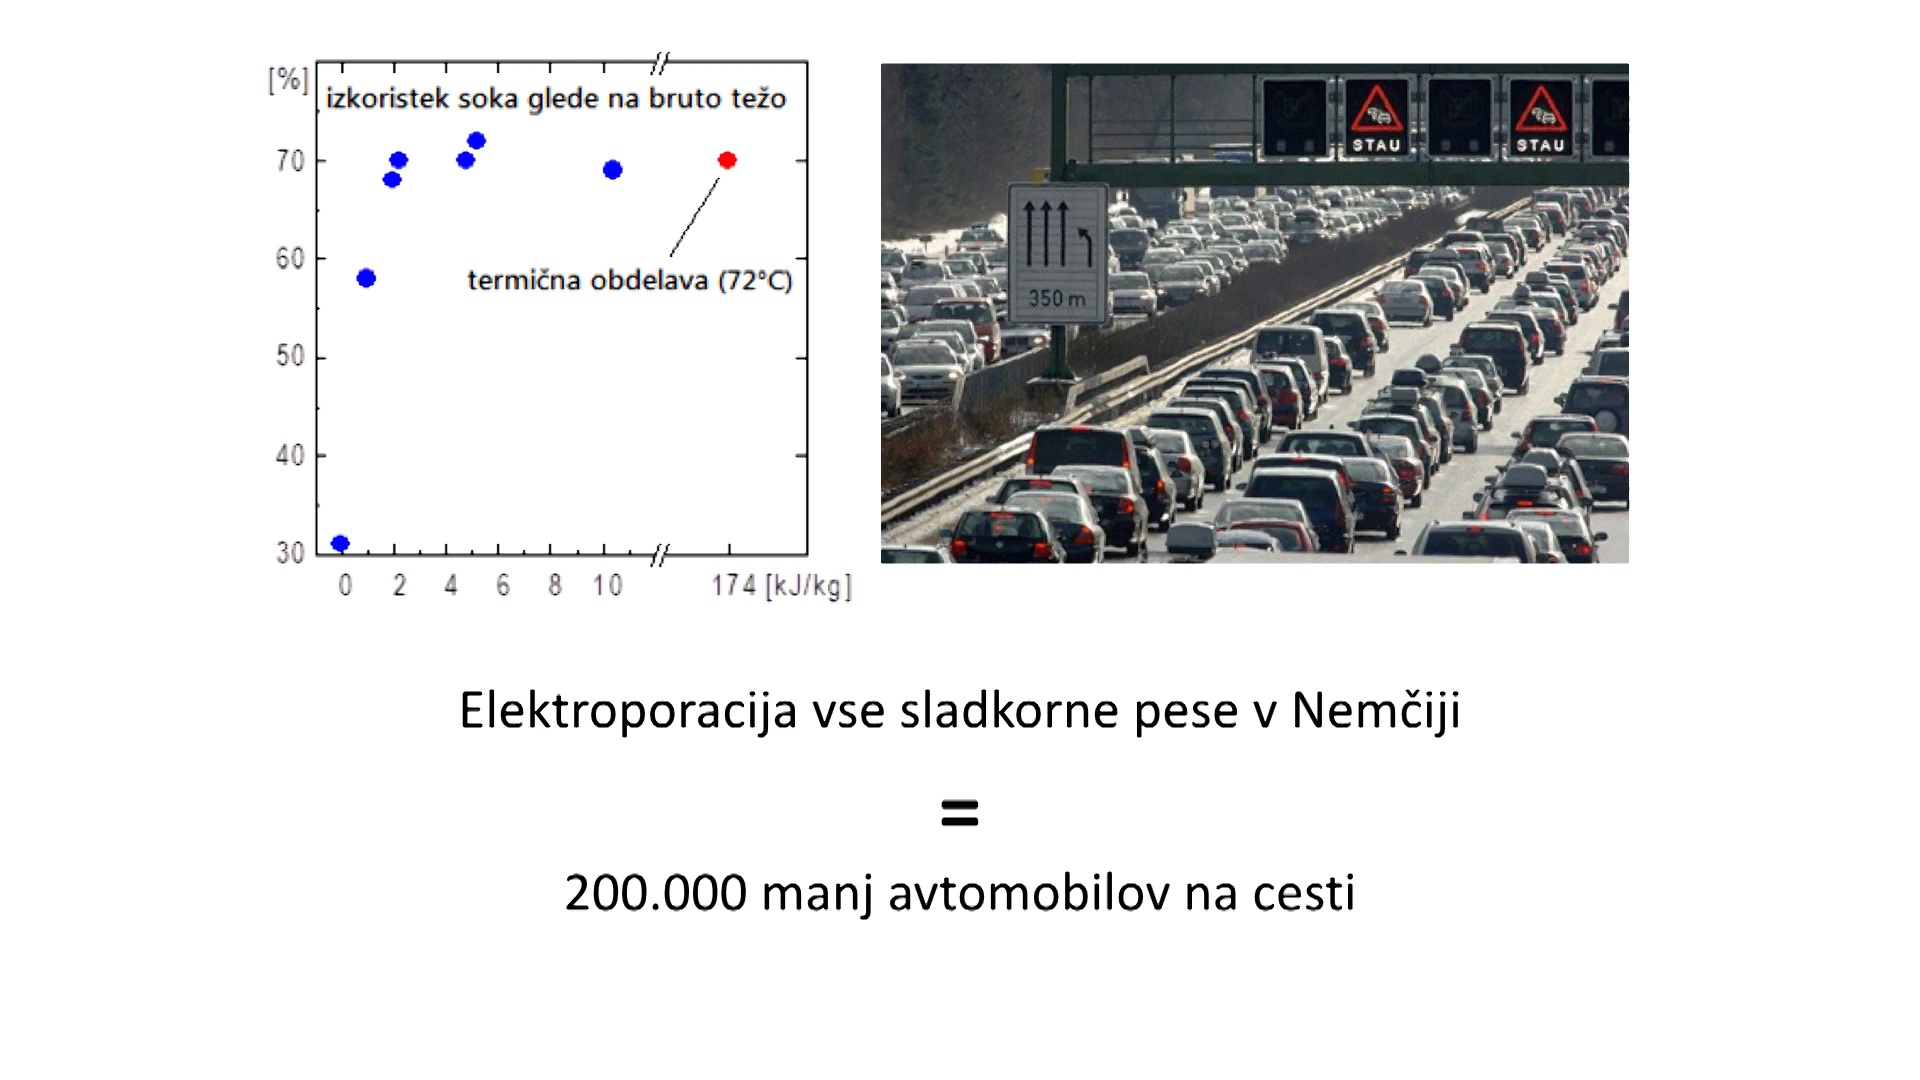 [%]
izkoristek soka glede na bruto težo
70
60
50
40
30
termična obdelava (72°C)
0 2 4 6 8 10 174 [kJ/kg]
STAU STAU
350 m
Elektroporacija vse sladkorne pese v Nemčiji
=
200.000 manj avtomobilov na cesti